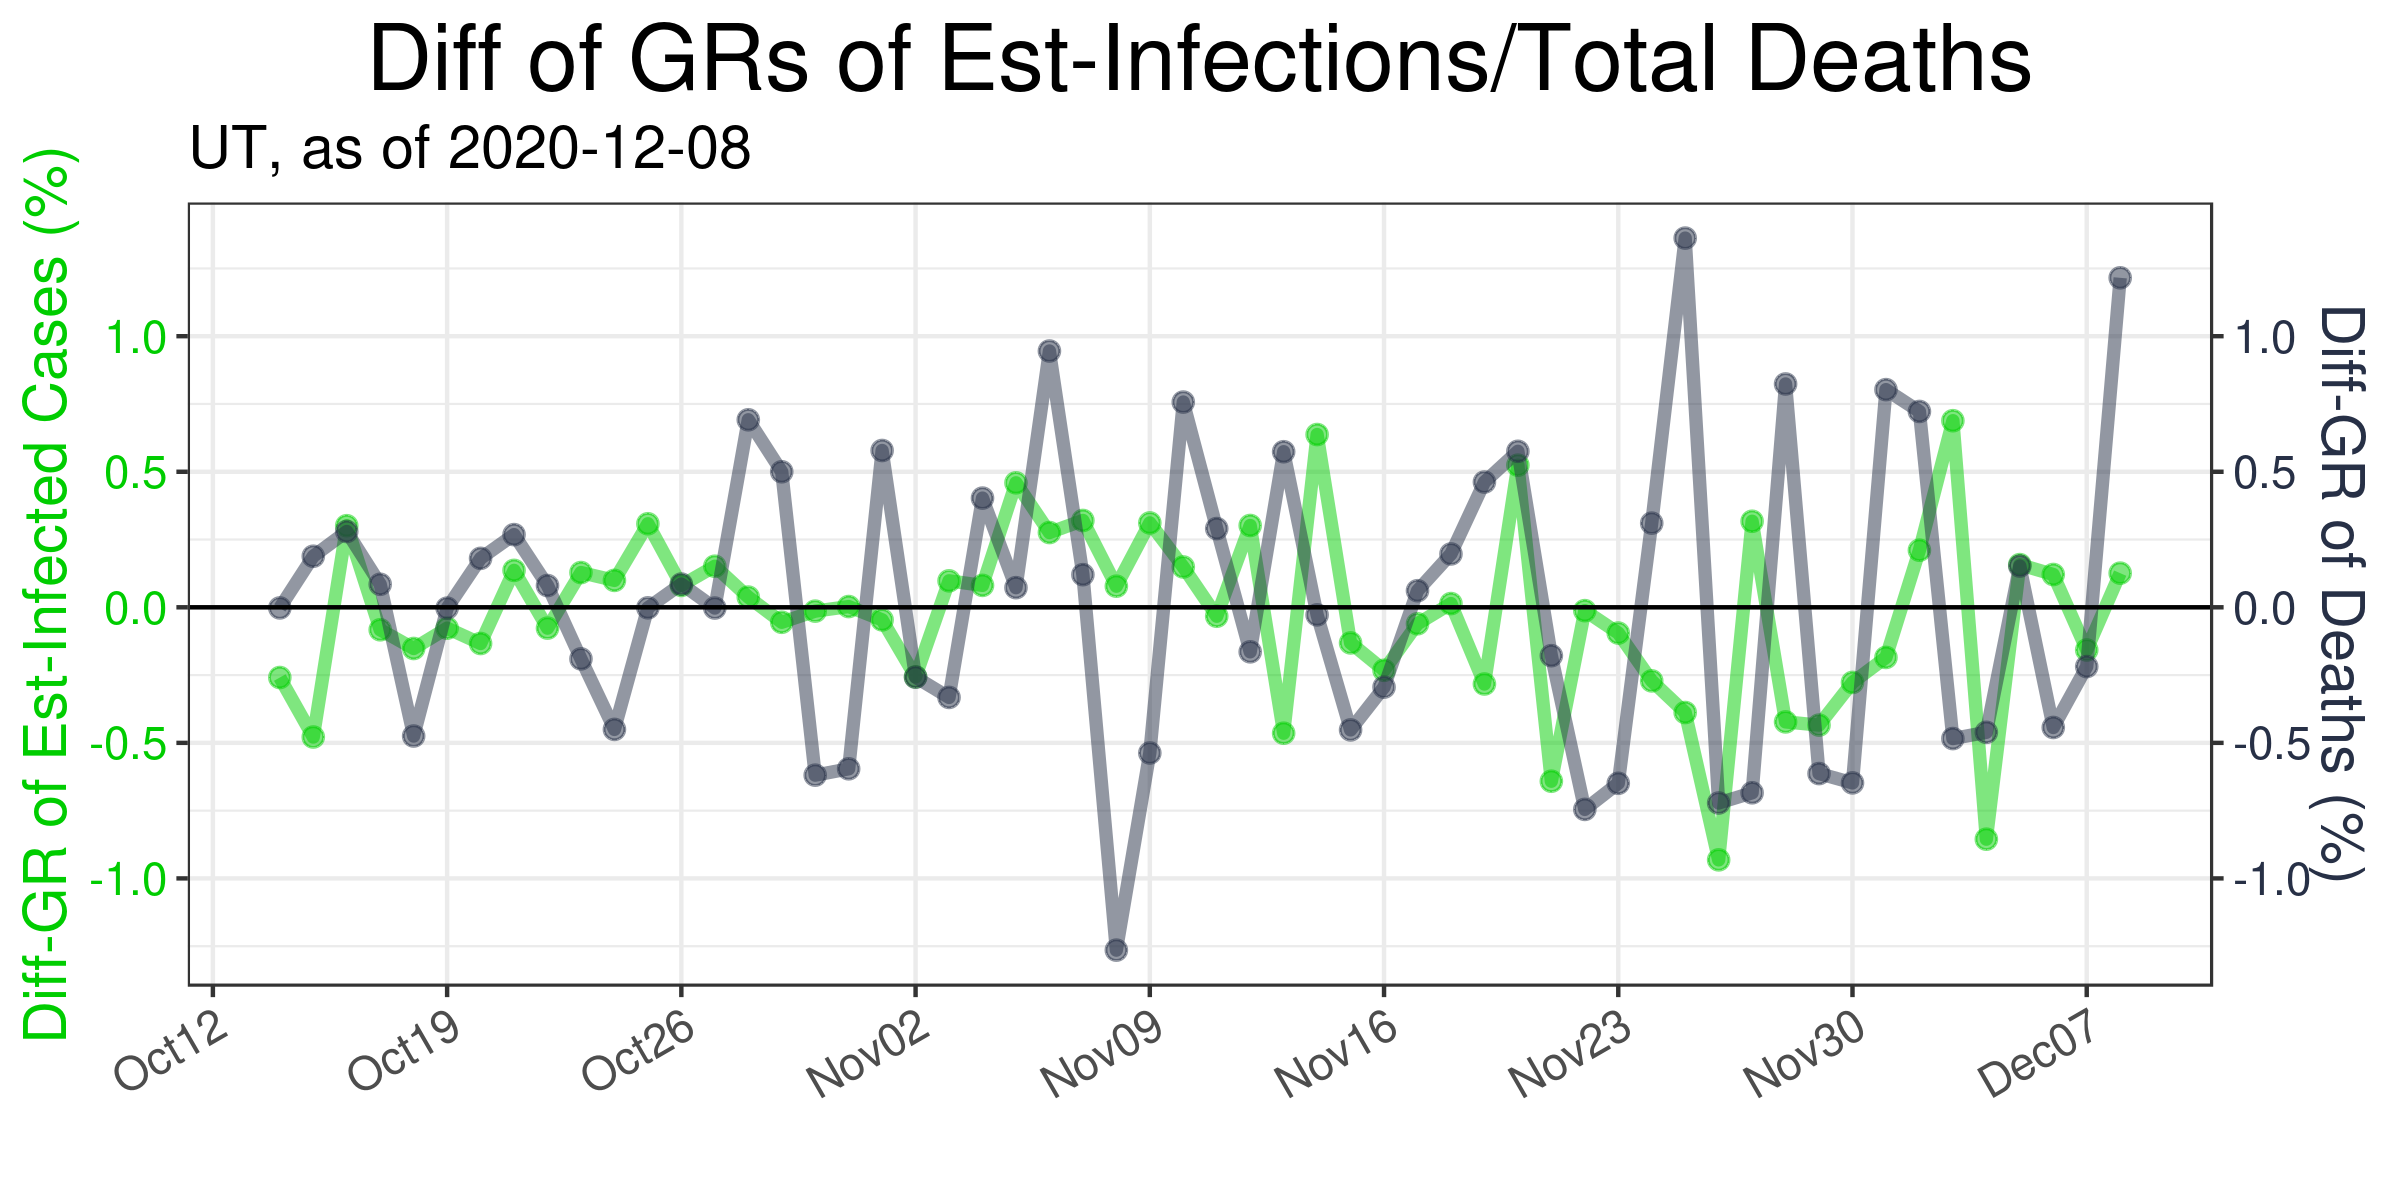 Diff of GRs of Est-Infections/Total Deaths
UT, as of 2020-12-08
Diff-GR of Est-Infected Cases (%)
1.0
0.5
0.0
-0.5
-1.0
1.0
0.5
0.0
-0.5
-1.0
Diff-GR of Deaths (%)
Oct12
Oct19
Oct26
Nov02
Nov09
Nov16
Nov23
Nov30
Dec07